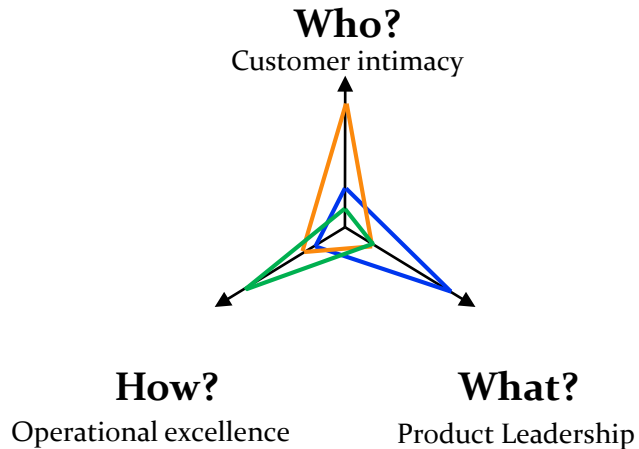 Who?
Customer intimacy
How?
Operational excellence
What?
Product Leadership